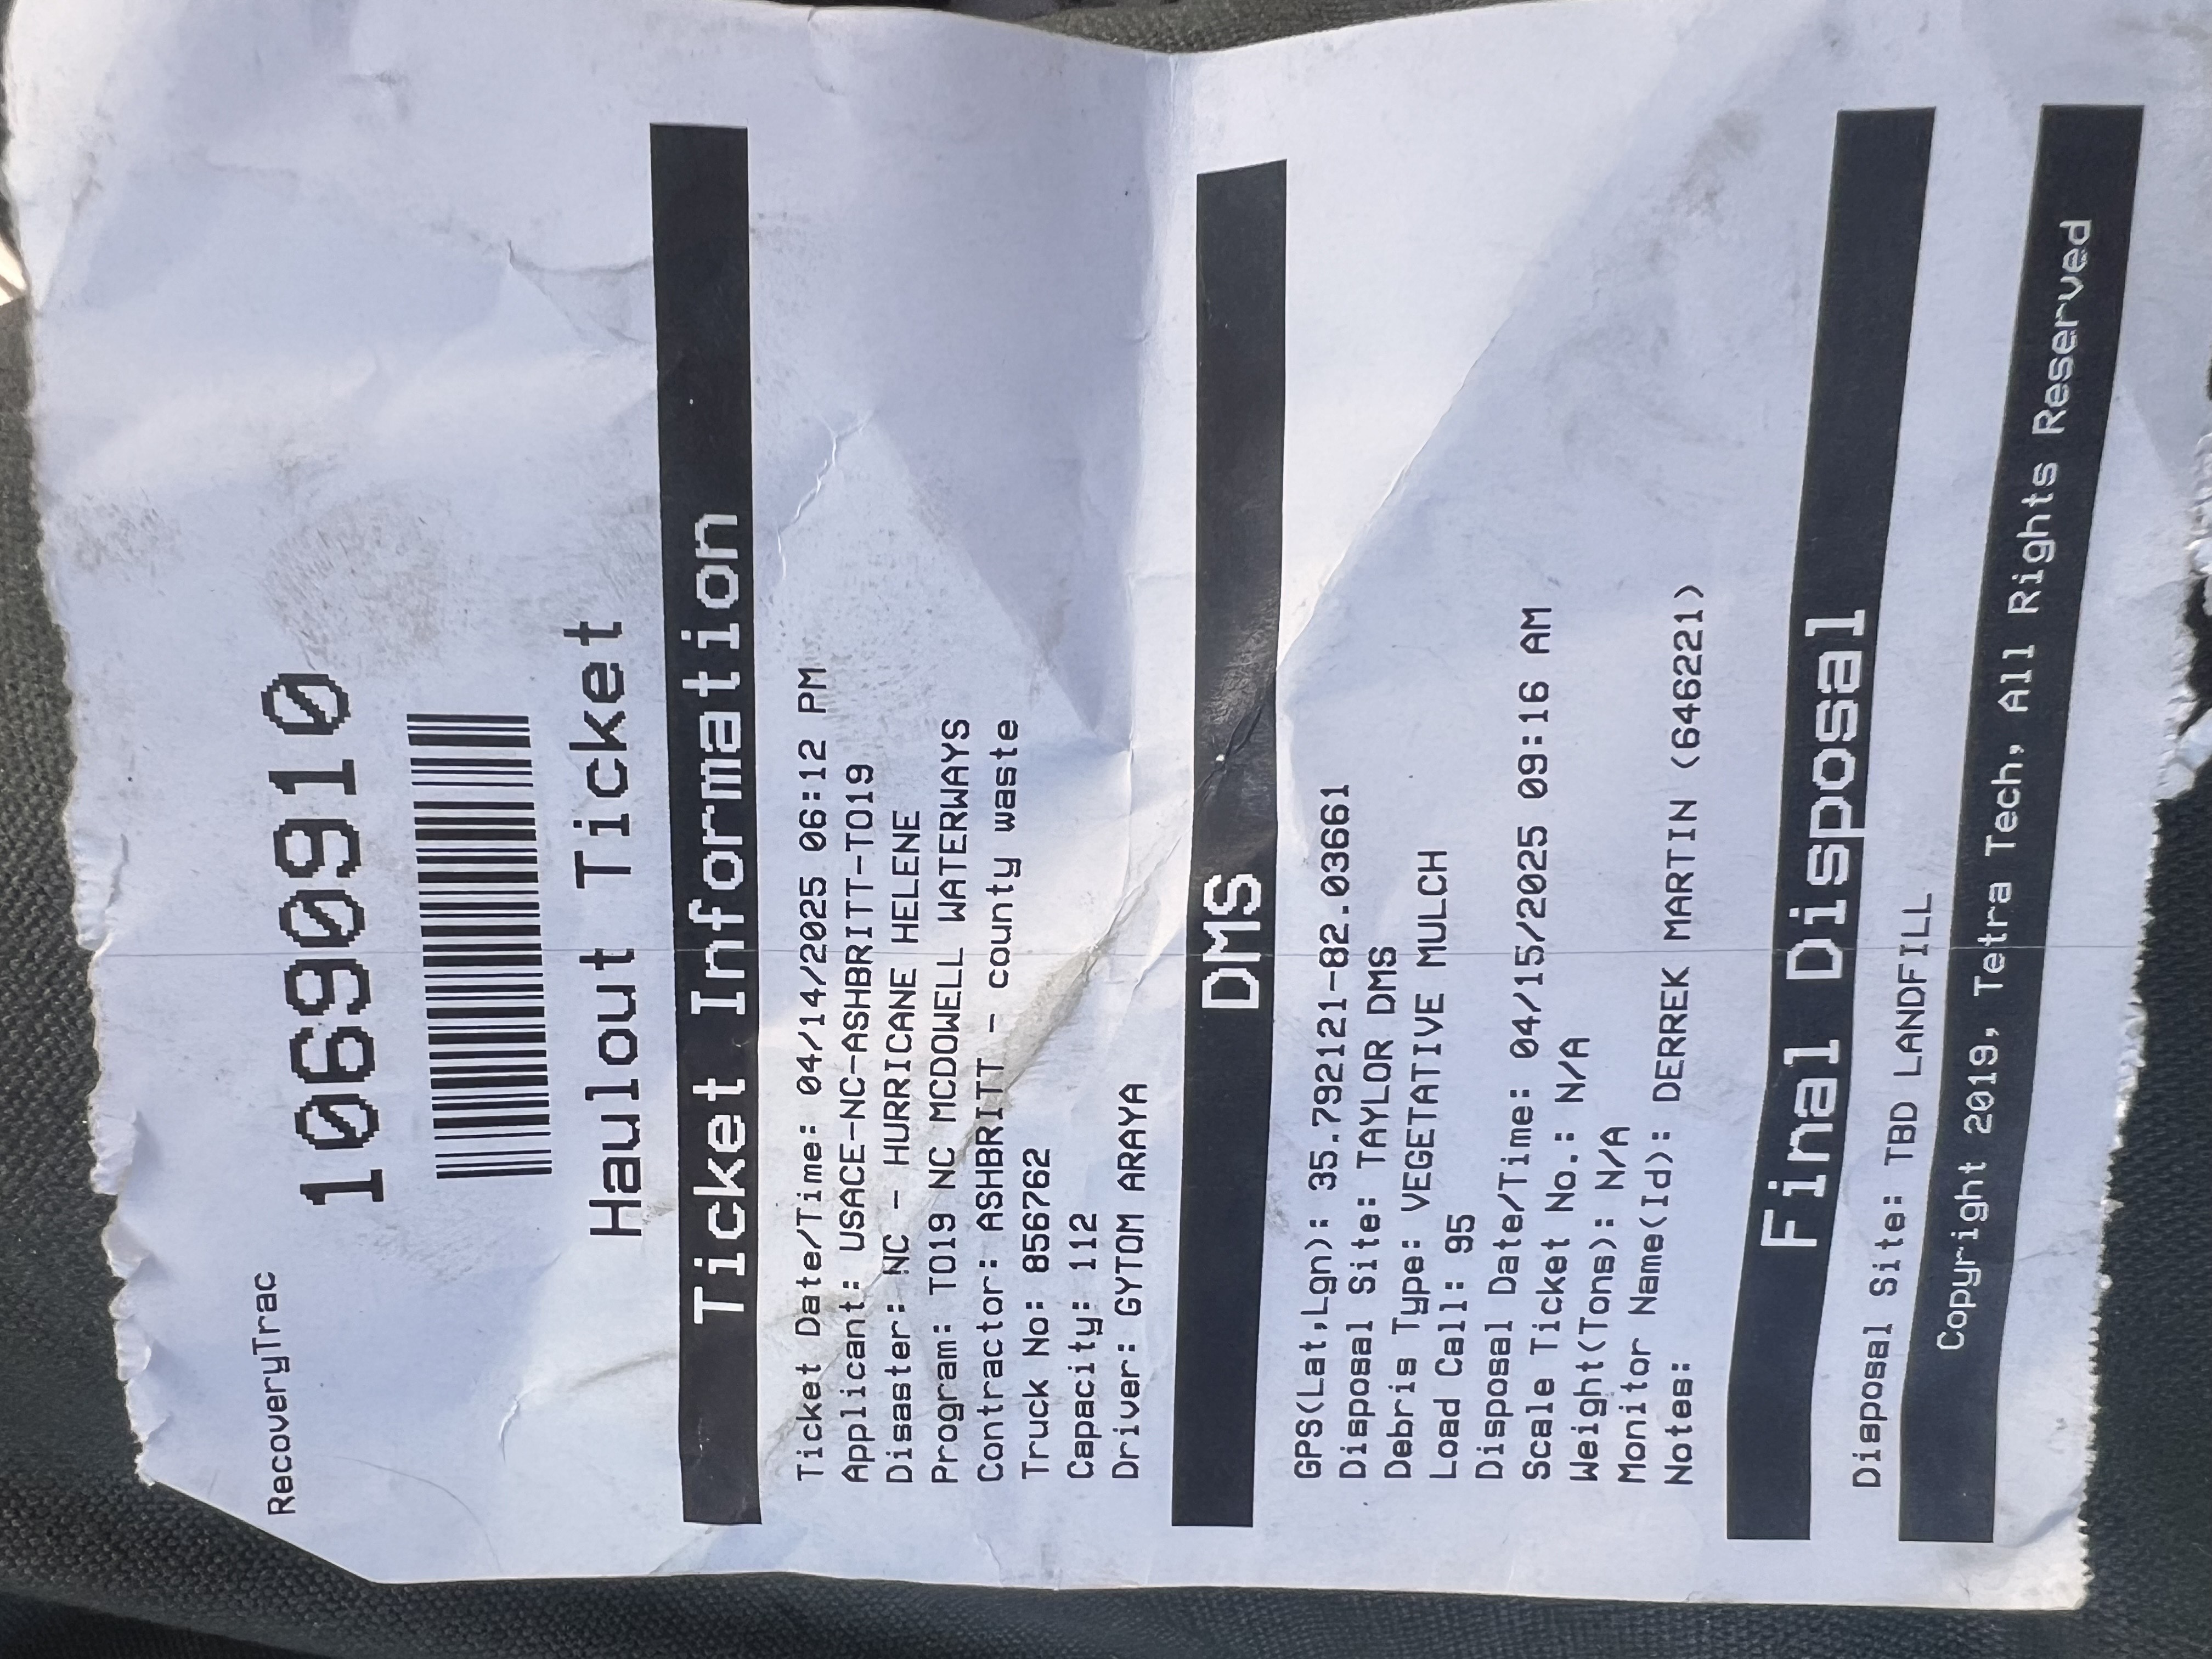 RecoveryTrac
10690910
Haulout Ticket
Ticket Information
Ticket Date/Time: 04/14/2025 06:12 PM
Applicant: USACE-NC-ASHBRITT-TO19
Disaster: NC - HURRICANE HELENE
Program: TO19 NC MCDOWELL WATERWAYS
Contractor: ASHBRITT - county waste
Truck No: 856762
Capacity: 112
Driver: GYTOM ARAYA
DMS
GPS(Lat,Lgn): 35.792121-82.03661
Disposal Site: TAYLOR DMS
Debris Type: VEGETATIVE MULCH
Load Call: 95
Disposal Date/Time: 04/15/2025 09:16 AM
Scale Ticket No.: N/A
Weight(Tons): N/A
Monitor Name(Id): DERREK MARTIN (646221)
Notes:
Final Disposal
Disposal Site: TBD LANDFILL
Copyright 2019, Tetra Tech, All Rights Reserved